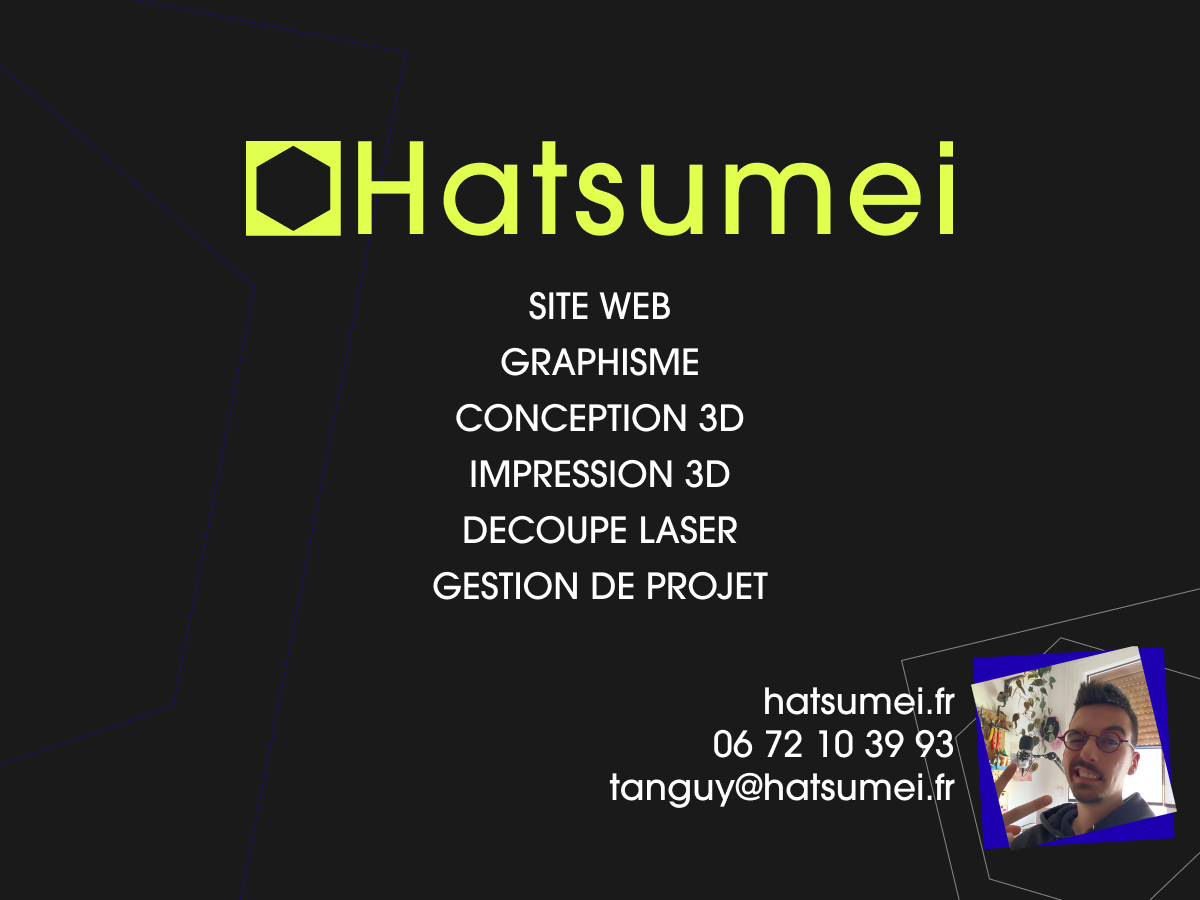 Hatsumei
SITE WEB
GRAPHISME
CONCEPTION 3D
IMPRESSION 3D
DECOUPE LASER
GESTION DE PROJET
hatsumei.fr
06 72 10 39 93
tanguy@hatsumei.fr